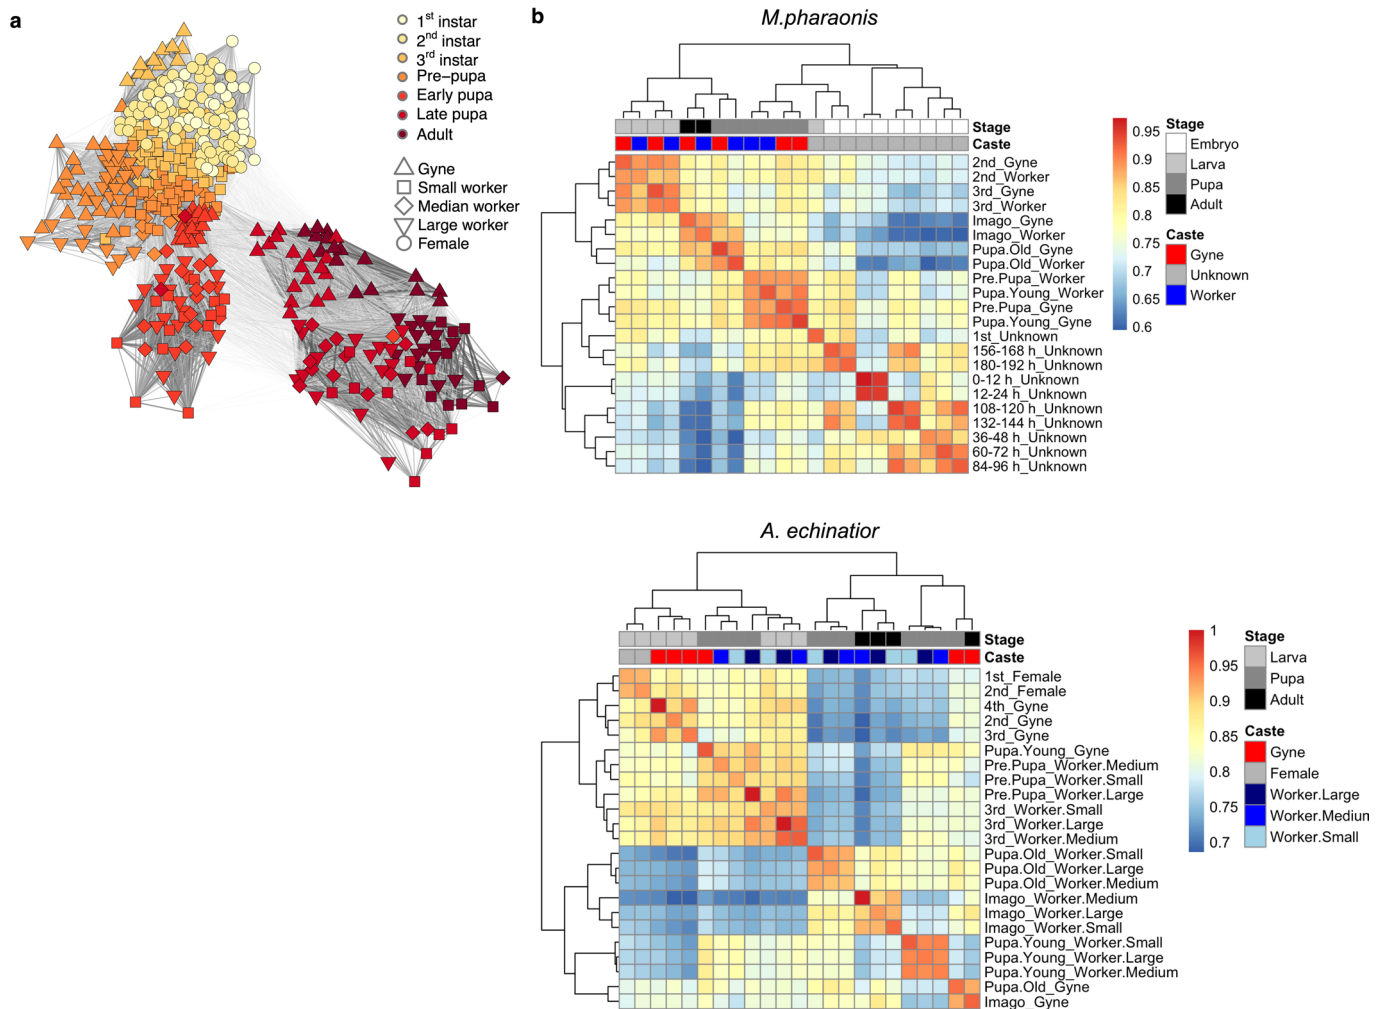 a
1st instar
2nd instar
3rd instar
Pre-pupa
Early pupa
Late pupa
Adult
Gyne
Small worker
Median worker
Large worker
Female
b
M.pharaonis
Stage
Caste
2nd_Gyne
2nd_Worker
3rd_Gyne
3rd_Worker
Imago_Gyne
Imago_Worker
Pupa.Old_Gyne
Pupa.Old_Worker
Pre.Pupa_Worker
Pupa.Young_Worker
Pre.Pupa_Gyne
Pupa.Young_Gyne
1st_Unknown
156-168 h_Unknown
180-192 h_Unknown
0-12 h_Unknown
12-24 h_Unknown
108-120 h_Unknown
132-144 h_Unknown
36-48 h_Unknown
60-72 h_Unknown
84-96 h_Unknown
0.95
0.9
0.85
0.8
0.75
0.7
0.65
0.6
Stage
Embryo
Larva
Pupa
Adult
Caste
Gyne
Unknown
Worker
A. echinatior
Stage
Caste
1st_Female
2nd_Female
4th_Gyne
2nd_Gyne
3rd_Gyne
Pupa.Young_Gyne
Pre.Pupa_Worker.Medium
Pre.Pupa_Worker.Small
Pre.Pupa_Worker.Large
3rd_Worker.Small
3rd_Worker.Large
3rd_Worker.Medium
Pupa.Old_Worker.Small
Pupa.Old_Worker.Large
Pupa.Old_Worker.Medium
Imago_Worker.Medium
Imago_Worker.Large
Imago_Worker.Small
Pupa.Young_Worker.Small
Pupa.Young_Worker.Large
Pupa.Young_Worker.Medium
Pupa.Old_Gyne
Imago_Gyne
1
0.95
0.9
0.85
0.8
0.75
0.7
Stage
Larva
Pupa
Adult
Caste
Gyne
Female
Worker.Large
Worker.Mediun
Worker.Small